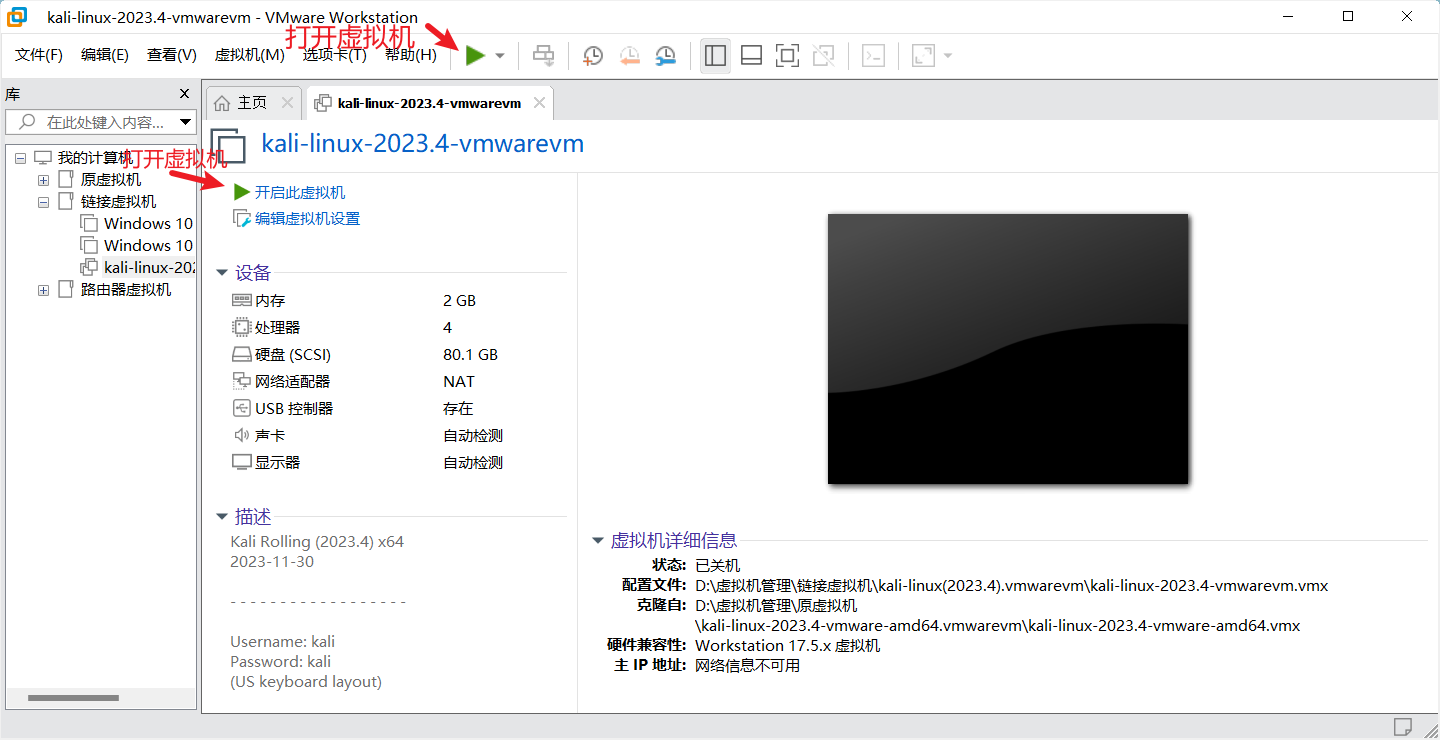 kali-linux-2023.4-vmwarevm - VMware Workstation
打开虚拟机
文件(F) 编辑(E) 查看(V) 虚拟机(M) 选项卡(T) 帮助(H)
库
在此处键入内容...
主页
kali-linux-2023.4-vmwarevm
我的计算机
原虚拟机
链接虚拟机
Windows 10
Windows 10
kali-linux-202
路由器虚拟机
kali-linux-2023.4-vmwarevm
打开虚拟机
开启此虚拟机
编辑虚拟机设置
设备
内存 2 GB
处理器 4
硬盘 (SCSI) 80.1 GB
网络适配器 NAT
USB 控制器 存在
声卡 自动检测
显示器 自动检测
描述
Kali Rolling (2023.4) x64
2023-11-30
- - - - - - - - - - - - - - - - - -
Username: kali
Password: kali
(US keyboard layout)
虚拟机详细信息
状态: 已关机
配置文件: D:\虚拟机管理\链接虚拟机\kali-linux(2023.4).vmwarevm\kali-linux-2023.4-vmwarevm.vmx
克隆自: D:\虚拟机管理\原虚拟机
\kali-linux-2023.4-vmware-amd64.vmwarevm\kali-linux-2023.4-vmware-amd64.vmx
硬件兼容性: Workstation 17.5.x 虚拟机
主 IP 地址: 网络信息不可用